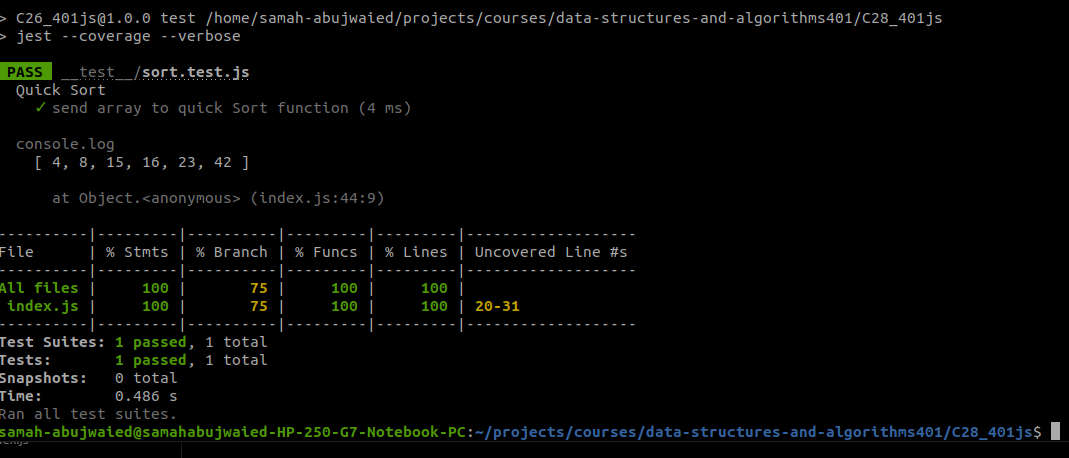 > C26_401js@1.0.0 test /home/samah-abujwaied/projects/courses/data-structures-and-algorithms401/C28_401js
> jest --coverage --verbose
PASS __test__/sort.test.js
Quick Sort
✓ send array to quick Sort function (4 ms)
console.log
[ 4, 8, 15, 16, 23, 42 ]
at Object.<anonymous> (index.js:44:9)
----------|---------|----------|---------|---------|-------------------
File      | % Stmts | % Branch | % Funcs | % Lines | Uncovered Line #s
----------|---------|----------|---------|---------|-------------------
All files |     100 |       75 |     100 |     100 |
index.js |     100 |       75 |     100 |     100 | 20-31
----------|---------|----------|---------|---------|-------------------
Test Suites: 1 passed, 1 total
Tests:       1 passed, 1 total
Snapshots:   0 total
Time:        0.486 s
Ran all test suites.
samah-abujwaied@samahabujwaied-HP-250-G7-Notebook-PC:~/projects/courses/data-structures-and-algorithms401/C28_401js$